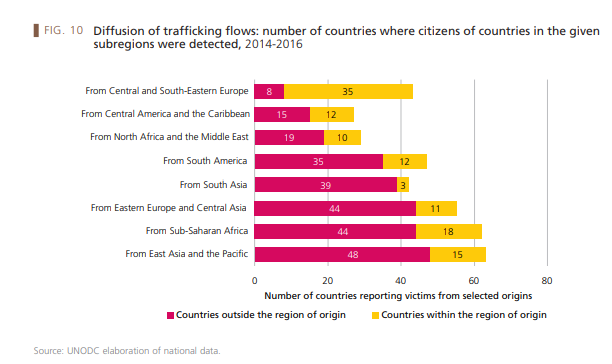 FIG. 10 Diffusion of trafficking flows: number of countries where citizens of countries in the given
subregions were detected, 2014-2016
From Central and South-Eastern Europe 8 35
From Central America and the Caribbean 15 12
From North Africa and the Middle East 19 10
From South America 35 12
From South Asia 39 3
From Eastern Europe and Central Asia 44 11
From Sub-Saharan Africa 44 18
From East Asia and the Pacific 48 15
0 20 40 60 80
Number of countries reporting victims from selected origins
Countries outside the region of origin Countries within the region of origin
Source: UNODC elaboration of national data.